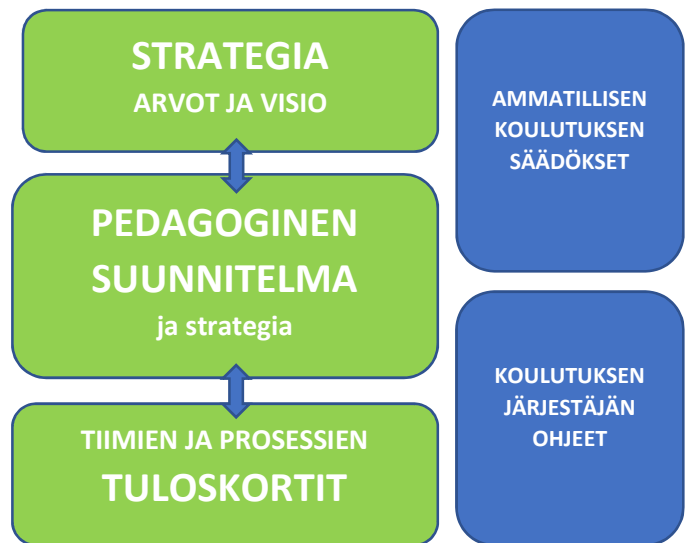 STRATEGIA
ARVOT JA VISIO
PEDAGOGINEN
SUUNNITELMA
ja strategia
TIIMIEN JA PROSESSIEN
TULOSKORTIT
AMMATILLISEN
KOULUTUKSEN
SÄÄDÖKSET
KOULUTUKSEN
JÄRJESTÄJÄN
OHJEET